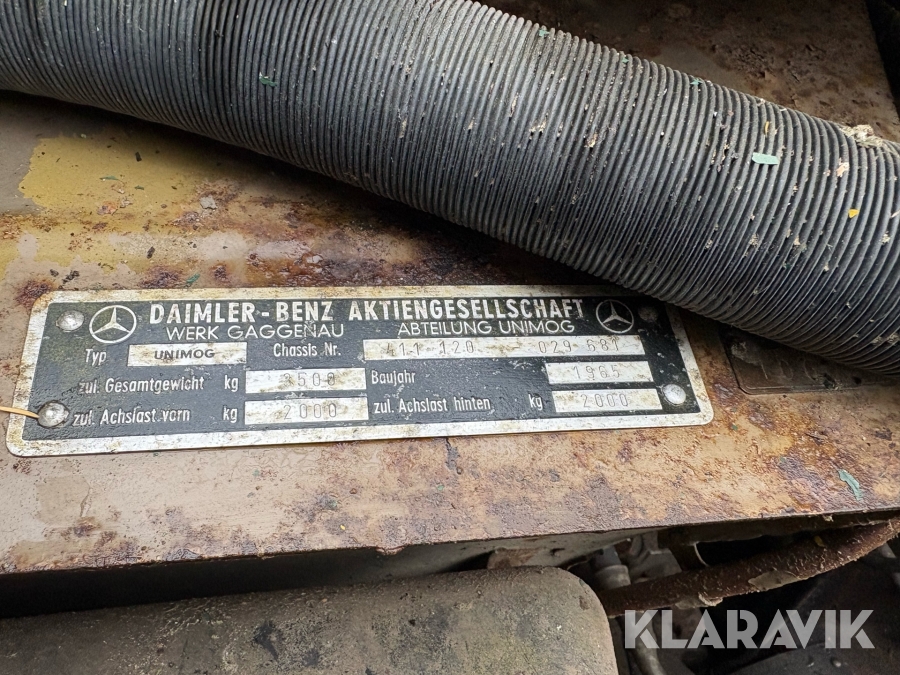 DAIMLER-BENZ AKTIENGESELLSCHAFT
WERK GAGGENAU ABTEILUNG UNIMOG
Typ UNIMOG Chassis Nr. 411 120 029 581
zul. Gesamtgewicht kg 3500 Baujahr 1965
zul. Achslast vorn kg 2000 zul. Achslast hinten kg 2000
KLARAVIK